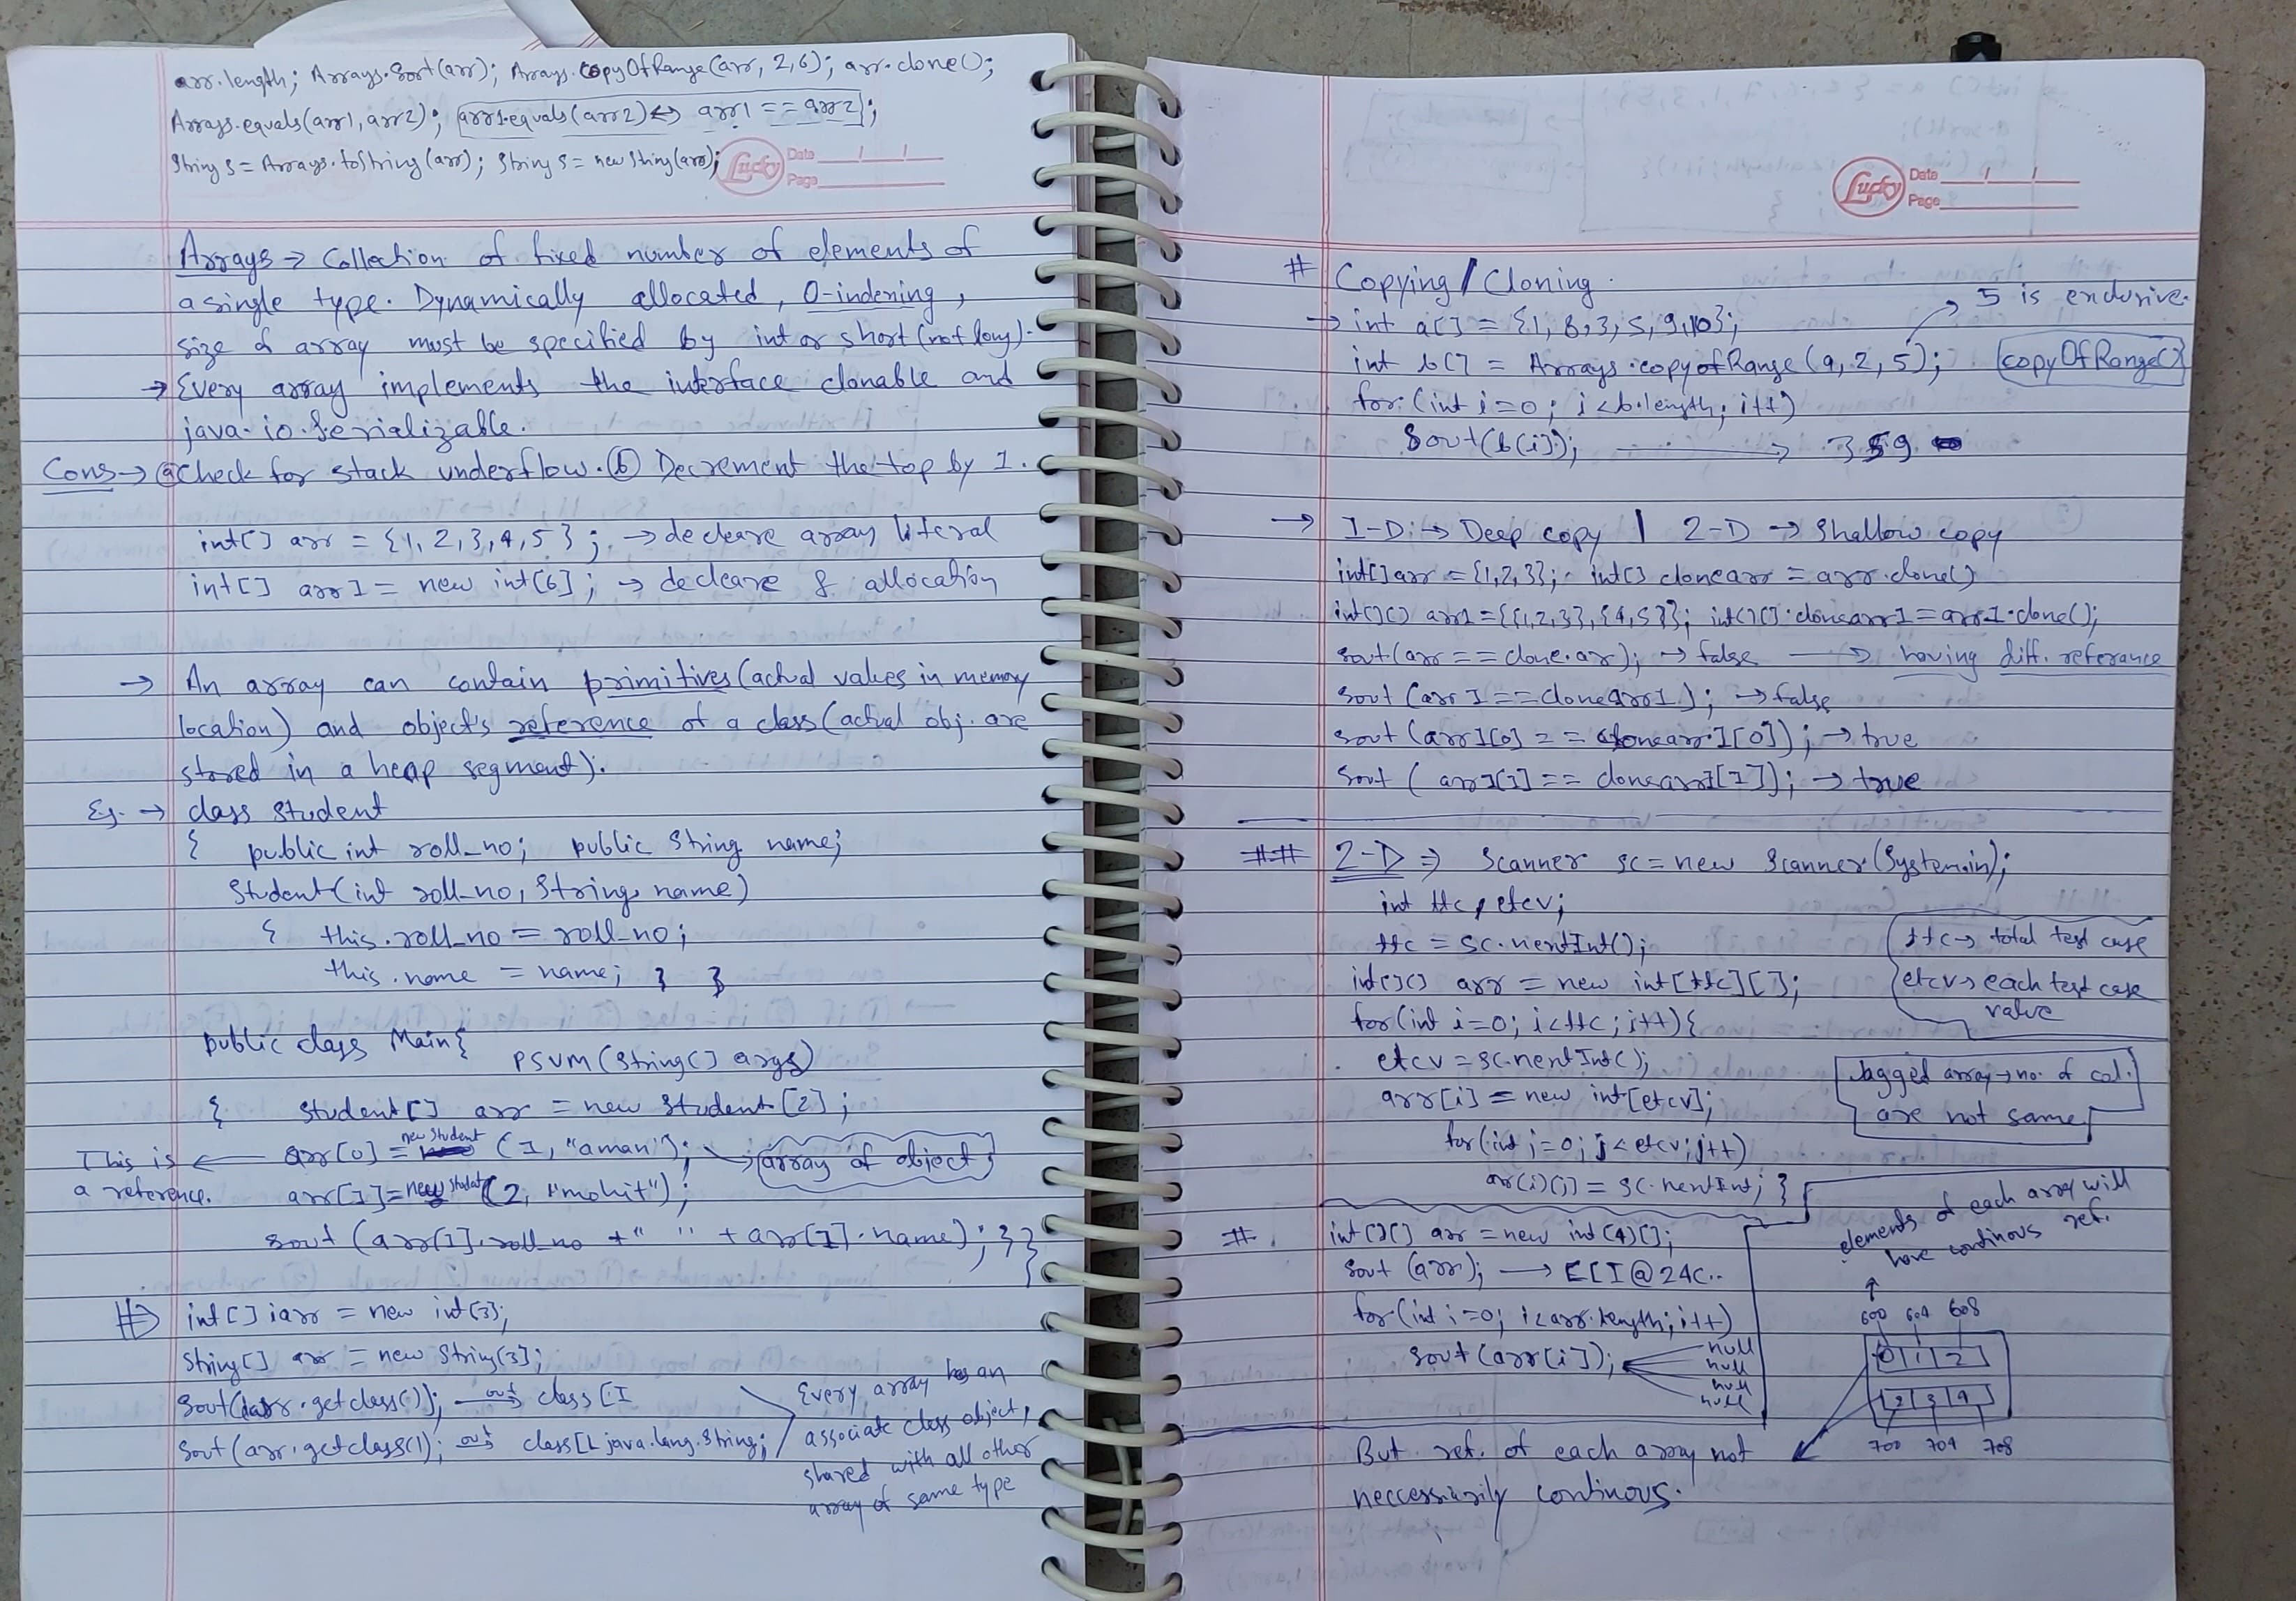 arr.length; Arrays.Sort(arr); Arrays.copyOfRange(arr, 2,6); arr.clone();
Arrays.equals(arr1, arr2); arr1.equals(arr2) <-> arr1 == arr2;
String s = Arrays.toString(arr); String s = new String(arr);
Lucky
Date / /
Page
Arrays → Collection of fixed number of elements of
a single type. Dynamically allocated, 0-indening,
size of array must be specified by int or short (not long).
→ Every array implements the interface clonable and
java.io.Serializable.
Cons → ⓐ Check for stack underflow. ⓑ Decrement the top by 1.
int[] arr = {1, 2, 3, 4, 5}; → decleare array literal
int[] arr1 = new int[6]; → decleare & allocation
→ An array can contain primitives (actual values in memory
location) and object's reference of a class (actual obj. are
stored in a heap segment).
Eg. → class Student
{ public int roll_no; public String name;
Student(int roll_no, String name)
{ this.roll_no = roll_no;
this.name = name; } }
public class Main{
PSVM (String[] args)
{ Student[] arr = new Student[2];
This is ← arr[0] = new Student (1, "aman"); → array of object;
a reference. arr[1] = new Student (2, "mohit");
sout (arr[1].roll_no + " " + arr[1].name); }}
int[] iarr = new int[3];
String[] arr = new String[3];
Sout(iarr.getclass()); out→ class [I
Sout(arr.getclass()); out→ class[L java.lang.String;
Every array has an
associate class object,
shared with all other
array of same type
Lucky
Date / /
Page
# Copying / Cloning.
→ int a[] = {1, 8, 3, 5, 9, 10}; → 5 is exclusive.
int b[] = Arrays.copyofRange (a, 2, 5); copyOfRange()
for (int i=0; i<b.length; i++)
Sout(b[i]); → 3 5 9
→ 1-D → Deep copy | 2-D → Shallow copy
int[] arr = {1,2,3}; int[] clonearr = arr.clone()
int[][] arr1 = {{1,2,3},{4,5}}; int[][] clonearr1 = arr1.clone();
sout(arr == clone.ar); → false → having diff. referance
sout (arr1 == clonearr1); → false
sout (arr1[0] == clonearr1[0]); → true
Sout (arr1[1] == clonearr1[1]); → true
## 2-D ⇒ Scanner sc = new Scanner(System.in);
int ttc, etcv;
ttc = sc.nextInt();
int[][] arr = new int[ttc][];
for(int i=0; i<ttc; i++){
etcv = sc.nextInt();
arr[i] = new int[etcv];
for(int j=0; j<etcv; j++)
arr[i][j] = sc.nextInt; }
ttc → total test case
etcv → each test case
value
Jagged array → no. of col.
are not same
# int[][] arr = new int[4][];
Sout (arr); → [[I@24c..
for(int i=0; i<arr.length; i++)
Sout (arr[i]);
null
null
null
null
elements of each array will
have continous ref.
600 604 608
0 1 2
2 3 4
700 704 708
But ref. of each array not
neccessiarily continous.